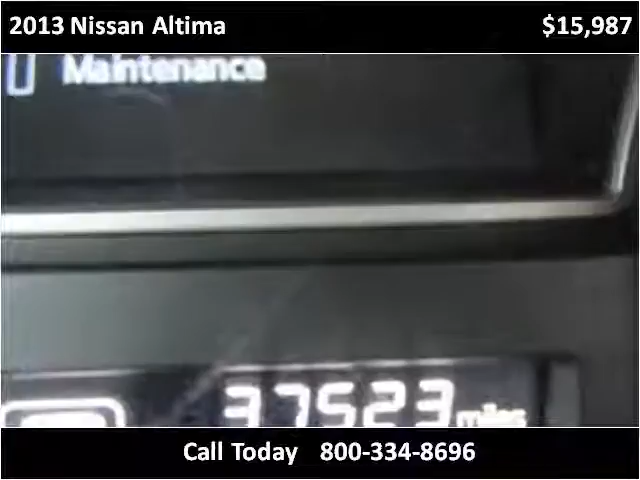 2013 Nissan Altima $15,987
Maintenance
37523 miles
Call Today 800-334-8696